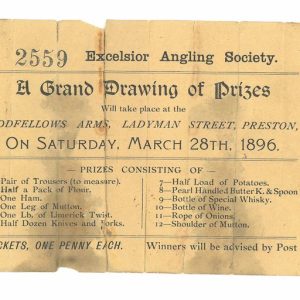 2559 Excelsior Angling Society.
A Grand Drawing of Prizes
Will take place at the
ODDFELLOWS ARMS, LADYMAN STREET, PRESTON,
ON SATURDAY, MARCH 28TH, 1896.
PRIZES CONSISTING OF
Pair of Trousers (to measure).
Half a Pack of Flour.
One Ham.
One Leg of Mutton.
One Lb. of Limerick Twist.
Half Dozen Knives and Forks.
7—Half Load of Potatoes.
8—Pearl Handled Butter K. & Spoon
9—Bottle of Special Whisky.
10—Bottle of Wine.
11—Rope of Onions.
12—Shoulder of Mutton.
CKETS, ONE PENNY EACH. Winners will be advised by Post